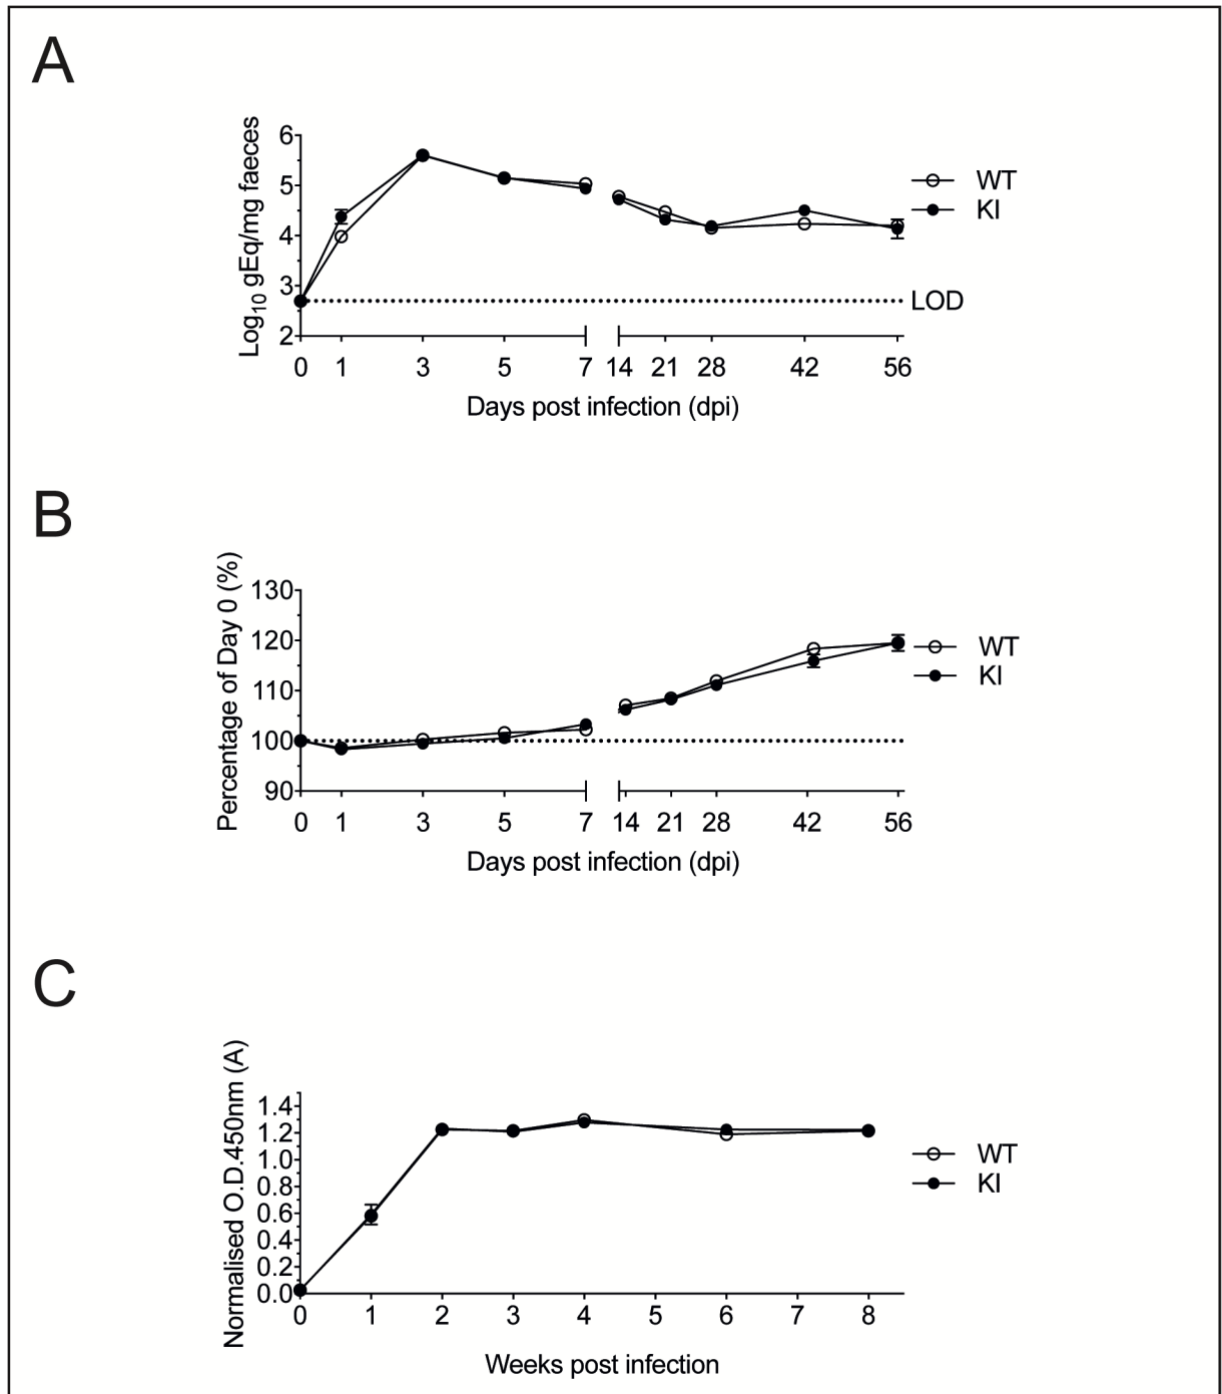 A
Log10 gEq/mg faeces
6
5
4
3
2
WT
KI
LOD
0 1 3 5 7 14 21 28 42 56
Days post infection (dpi)
B
Percentage of Day 0 (%)
130
120
110
100
90
WT
KI
0 1 3 5 7 14 21 28 42 56
Days post infection (dpi)
C
Normalised O.D.450nm (A)
1.4
1.2
1.0
0.8
0.6
0.4
0.2
0.0
WT
KI
0 1 2 3 4 5 6 7 8
Weeks post infection